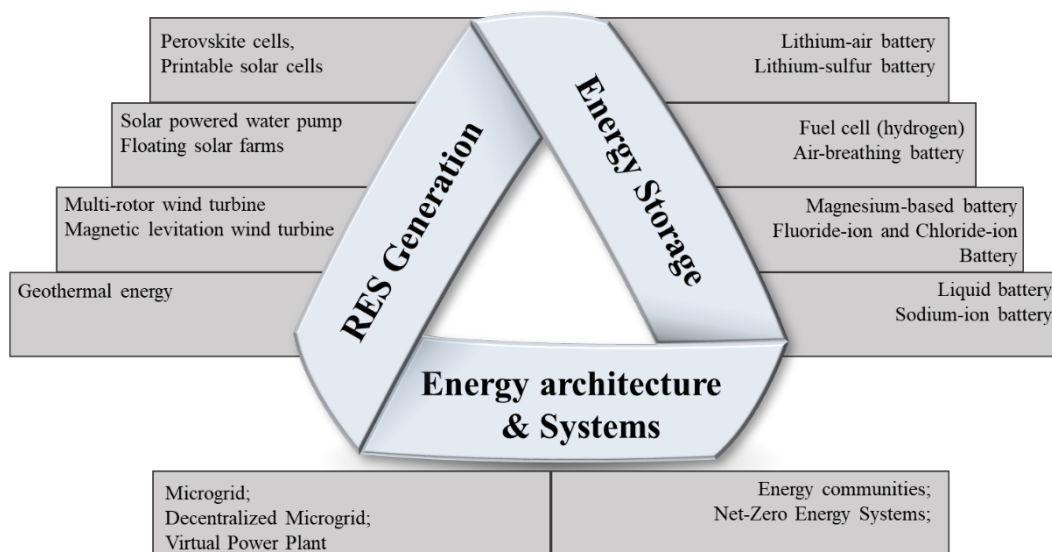 Perovskite cells,
Printable solar cells
Solar powered water pump
Floating solar farms
Multi-rotor wind turbine
Magnetic levitation wind turbine
Geothermal energy
RES Generation
Energy Storage
Lithium-air battery
Lithium-sulfur battery
Fuel cell (hydrogen)
Air-breathing battery
Magnesium-based battery
Fluoride-ion and Chloride-ion
Battery
Liquid battery
Sodium-ion battery
Energy architecture
& Systems
Microgrid;
Decentralized Microgrid;
Virtual Power Plant
Energy communities;
Net-Zero Energy Systems;